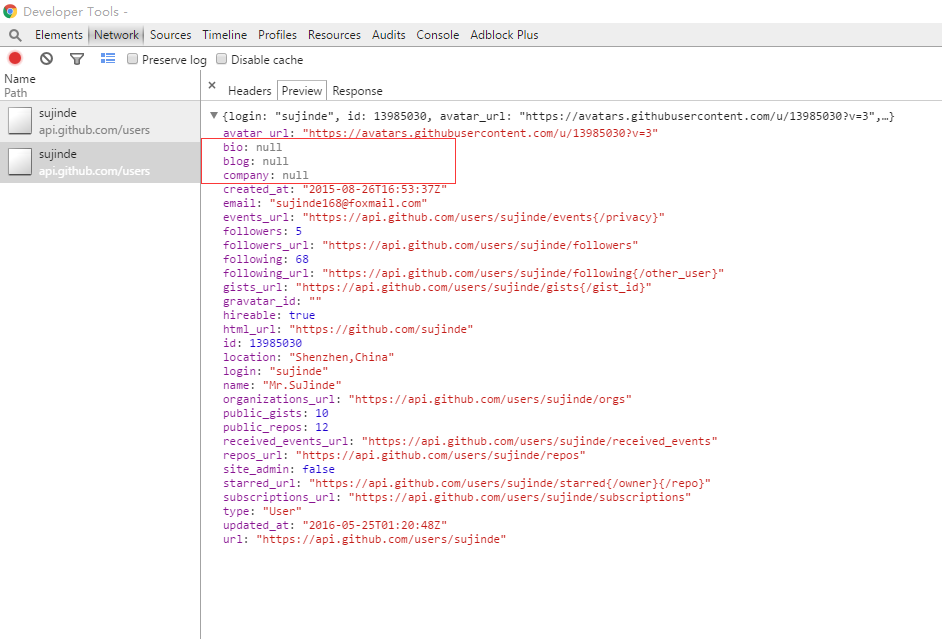 Developer Tools -
Elements Network Sources Timeline Profiles Resources Audits Console Adblock Plus
Preserve log Disable cache
Name
Path
× Headers Preview Response
sujinde
api.github.com/users
sujinde
api.github.com/users
▼ {login: "sujinde", id: 13985030, avatar_url: "https://avatars.githubusercontent.com/u/13985030?v=3",…}
avatar_url: "https://avatars.githubusercontent.com/u/13985030?v=3"
bio: null
blog: null
company: null
created_at: "2015-08-26T16:53:37Z"
email: "sujinde168@foxmail.com"
events_url: "https://api.github.com/users/sujinde/events{/privacy}"
followers: 5
followers_url: "https://api.github.com/users/sujinde/followers"
following: 68
following_url: "https://api.github.com/users/sujinde/following{/other_user}"
gists_url: "https://api.github.com/users/sujinde/gists{/gist_id}"
gravatar_id: ""
hireable: true
html_url: "https://github.com/sujinde"
id: 13985030
location: "Shenzhen,China"
login: "sujinde"
name: "Mr.SuJinde"
organizations_url: "https://api.github.com/users/sujinde/orgs"
public_gists: 10
public_repos: 12
received_events_url: "https://api.github.com/users/sujinde/received_events"
repos_url: "https://api.github.com/users/sujinde/repos"
site_admin: false
starred_url: "https://api.github.com/users/sujinde/starred{/owner}{/repo}"
subscriptions_url: "https://api.github.com/users/sujinde/subscriptions"
type: "User"
updated_at: "2016-05-25T01:20:48Z"
url: "https://api.github.com/users/sujinde"